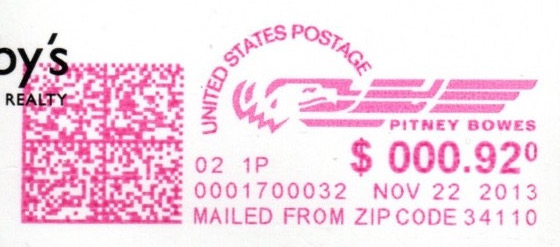 oy's
REALTY
UNITED STATES POSTAGE
PITNEY BOWES
02 1P
$ 000.92⁰
0001700032 NOV 22 2013
MAILED FROM ZIP CODE 34110